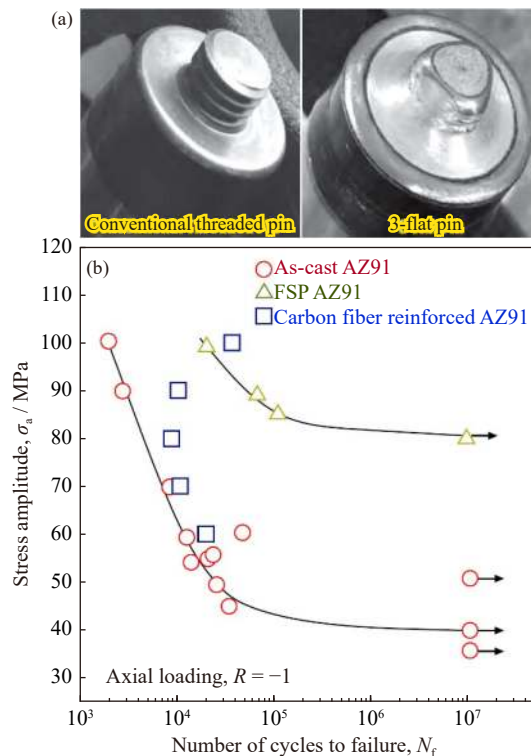 (a)
Conventional threaded pin
3-flat pin
(b)
As-cast AZ91
FSP AZ91
Carbon fiber reinforced AZ91
120
110
100
90
80
70
60
50
40
30
Stress amplitude, σa / MPa
Axial loading, R = −1
10³ 10⁴ 10⁵ 10⁶ 10⁷
Number of cycles to failure, Nf